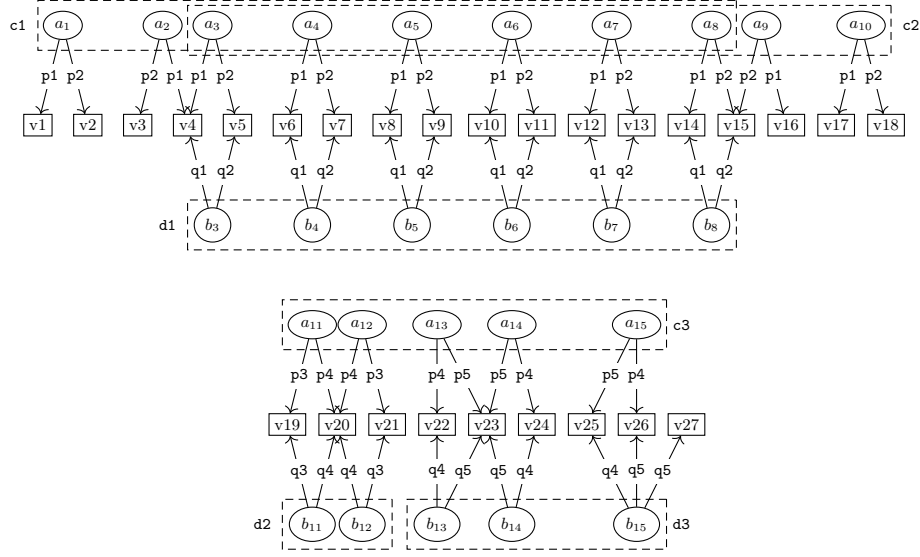 c1 a1 a2 a3 a4 a5 a6 a7 a8 a9 a10 c2
p1 p2 p2 p1 p1 p2 p1 p2 p1 p2 p1 p2 p1 p2 p1 p2 p2 p1 p1 p2
v1 v2 v3 v4 v5 v6 v7 v8 v9 v10 v11 v12 v13 v14 v15 v16 v17 v18
q1 q2 q1 q2 q1 q2 q1 q2 q1 q2 q1 q2
d1 b3 b4 b5 b6 b7 b8
a11 a12 a13 a14 a15 c3
p3 p4 p4 p3 p4 p5 p5 p4 p5 p4
v19 v20 v21 v22 v23 v24 v25 v26 v27
q3 q4 q4 q3 q4 q5 q5 q4 q4 q5 q5
d2 b11 b12 b13 b14 b15 d3